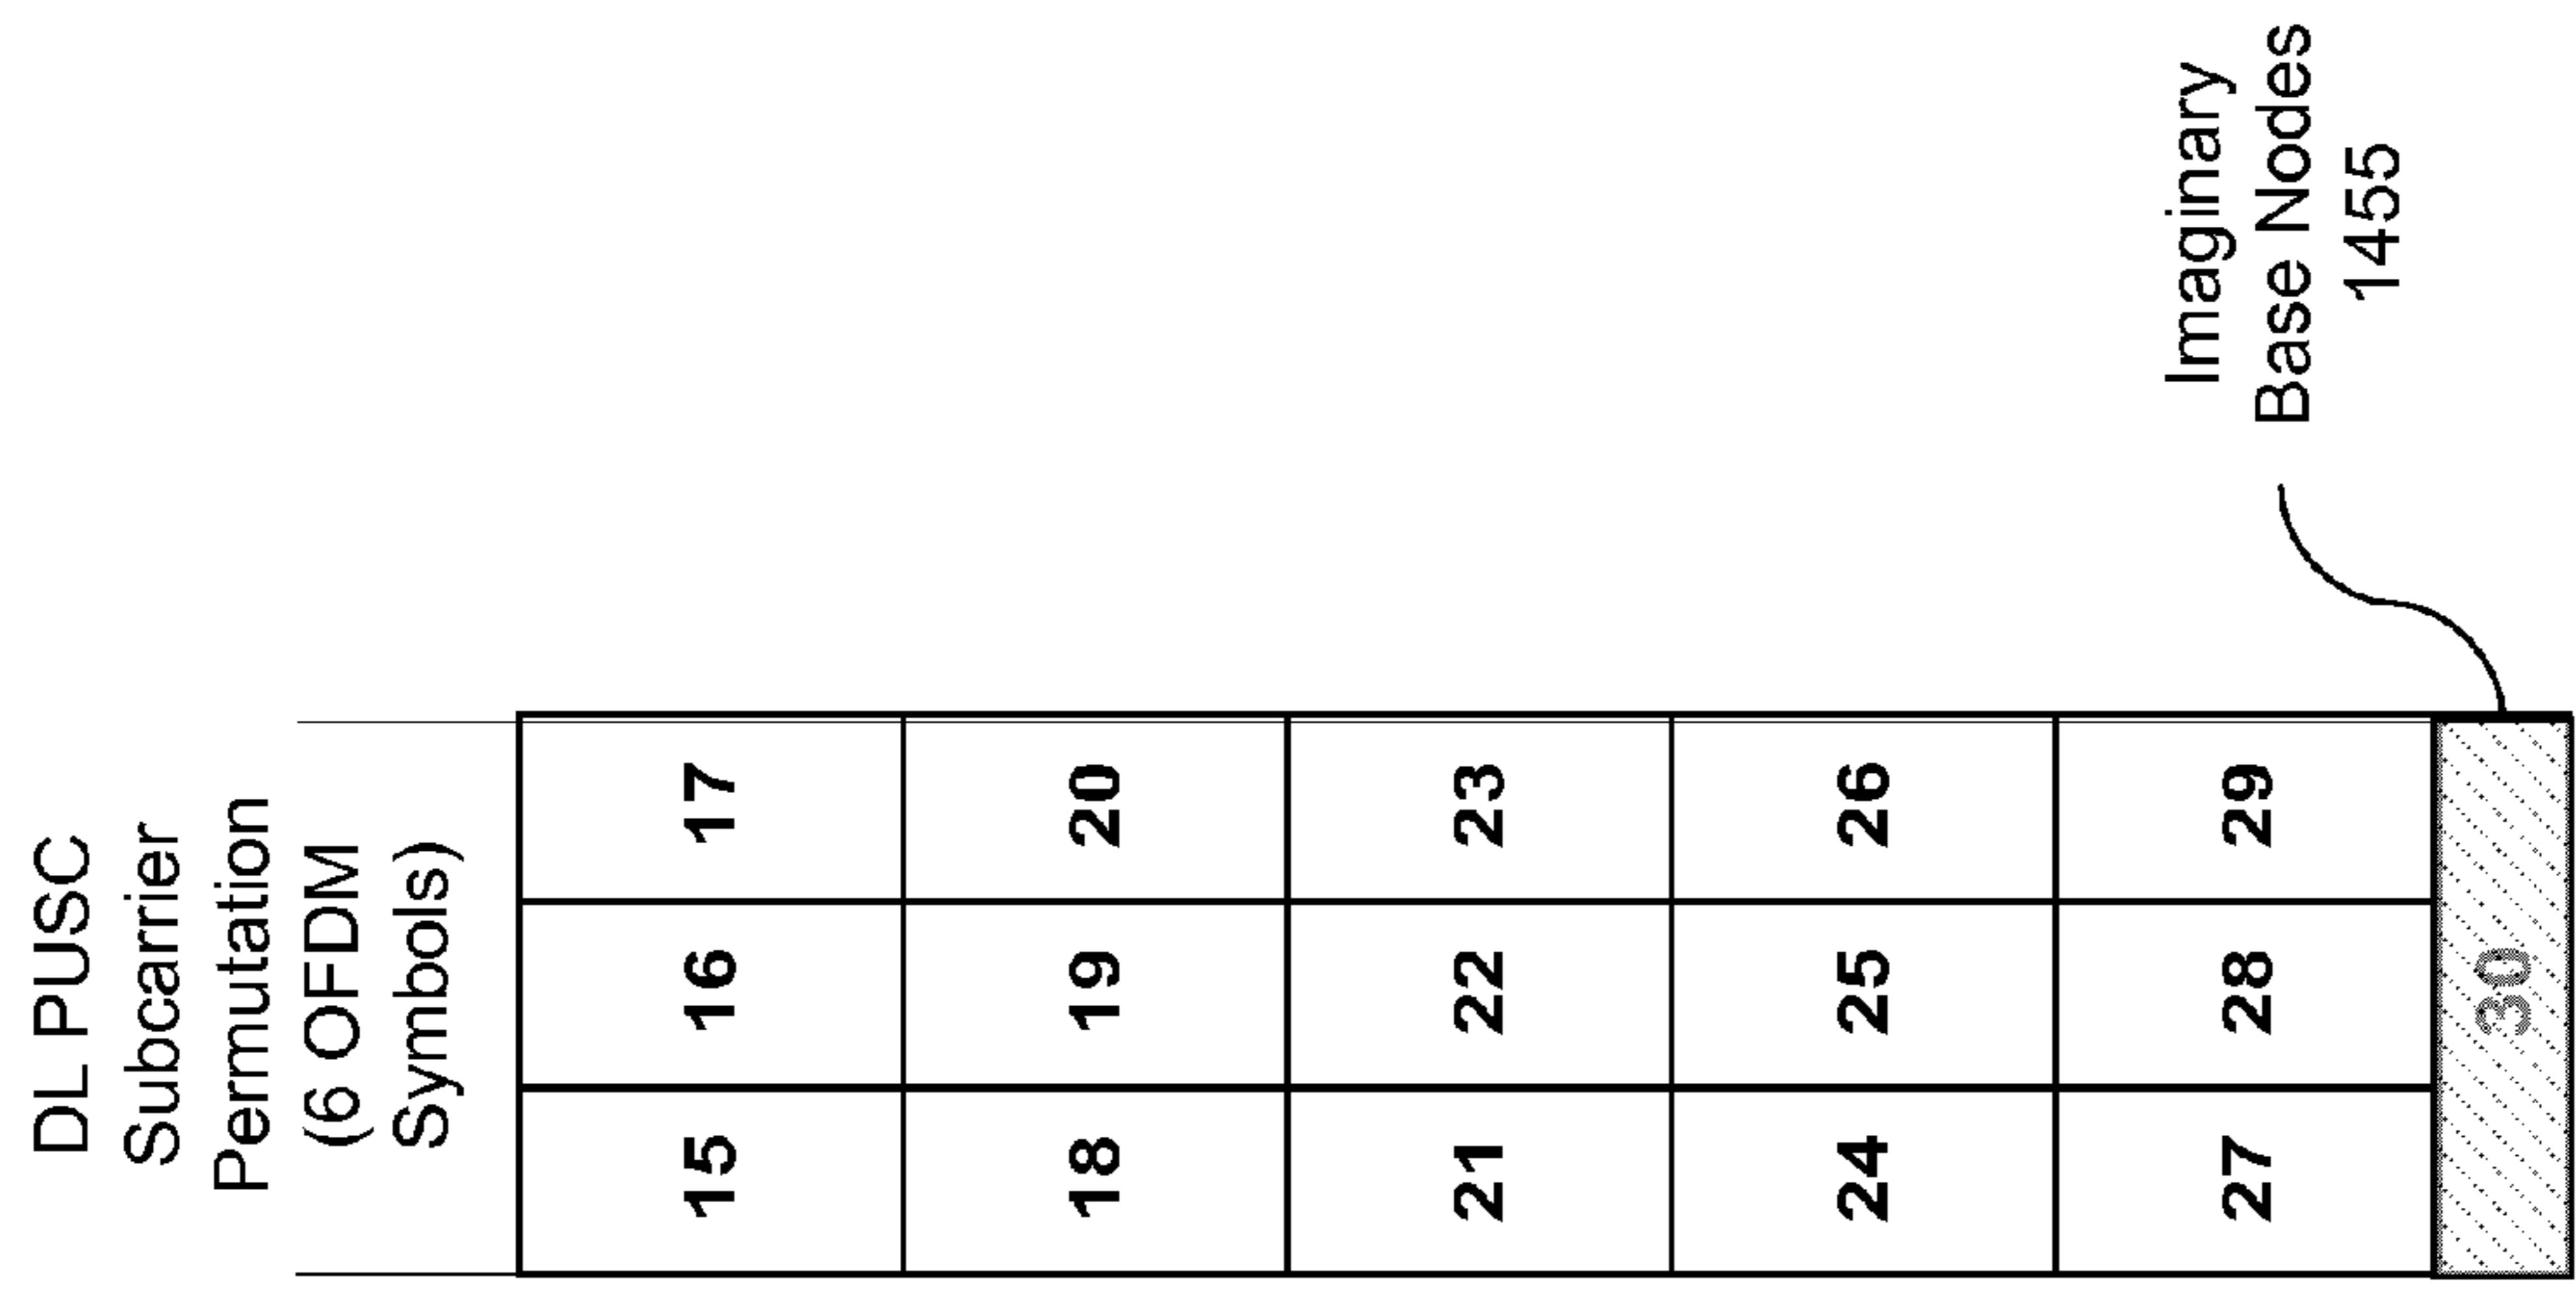 DL PUSC
Subcarrier
Permutation
(6 OFDM
Symbols)
15 16 17
18 19 20
21 22 23
24 25 26
27 28 29
30
Imaginary
Base Nodes
1455